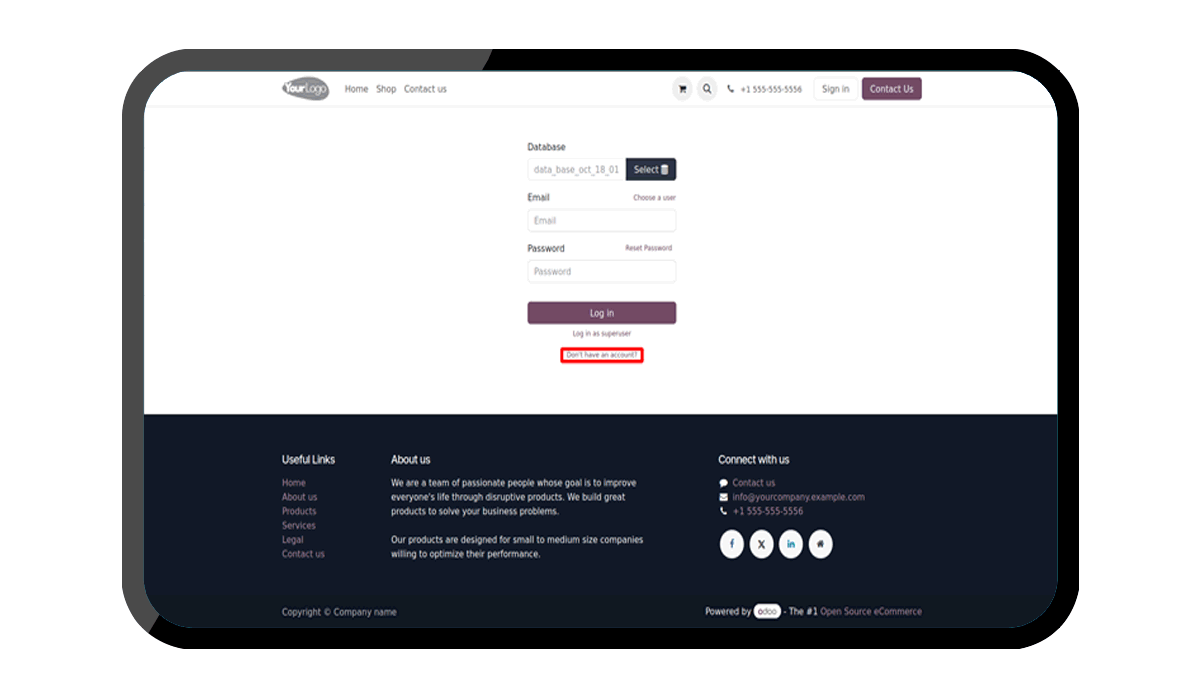 YourLogo
Home Shop Contact us
+1 555-555-5556
Sign in
Contact Us
Database
data_base_oct_18_01
Select
Email
Choose a user
Email
Password
Reset Password
Password
Log in
Log in as superuser
Don't have an account?
Useful Links
Home
About us
Products
Services
Legal
Contact us
About us
We are a team of passionate people whose goal is to improve
everyone's life through disruptive products. We build great
products to solve your business problems.
Our products are designed for small to medium size companies
willing to optimize their performance.
Connect with us
Contact us
info@yourcompany.example.com
+1 555-555-5556
Copyright © Company name
Powered by odoo - The #1 Open Source eCommerce